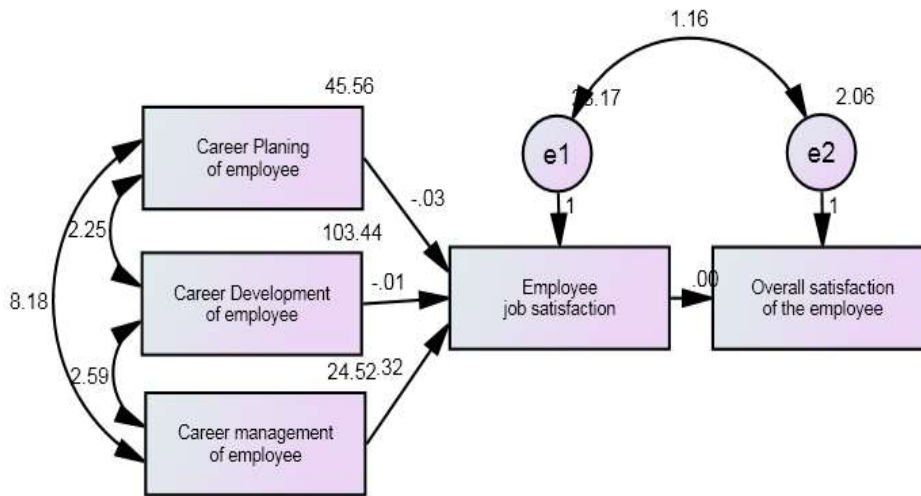 1.16
45.56
23.17
2.06
Career Planing
of employee
e1
e2
-.03
1
1
2.25
103.44
Career Development
of employee
-.01
Employee
job satisfaction
.00
Overall satisfaction
of the employee
8.18
2.59
24.52
.32
Career management
of employee